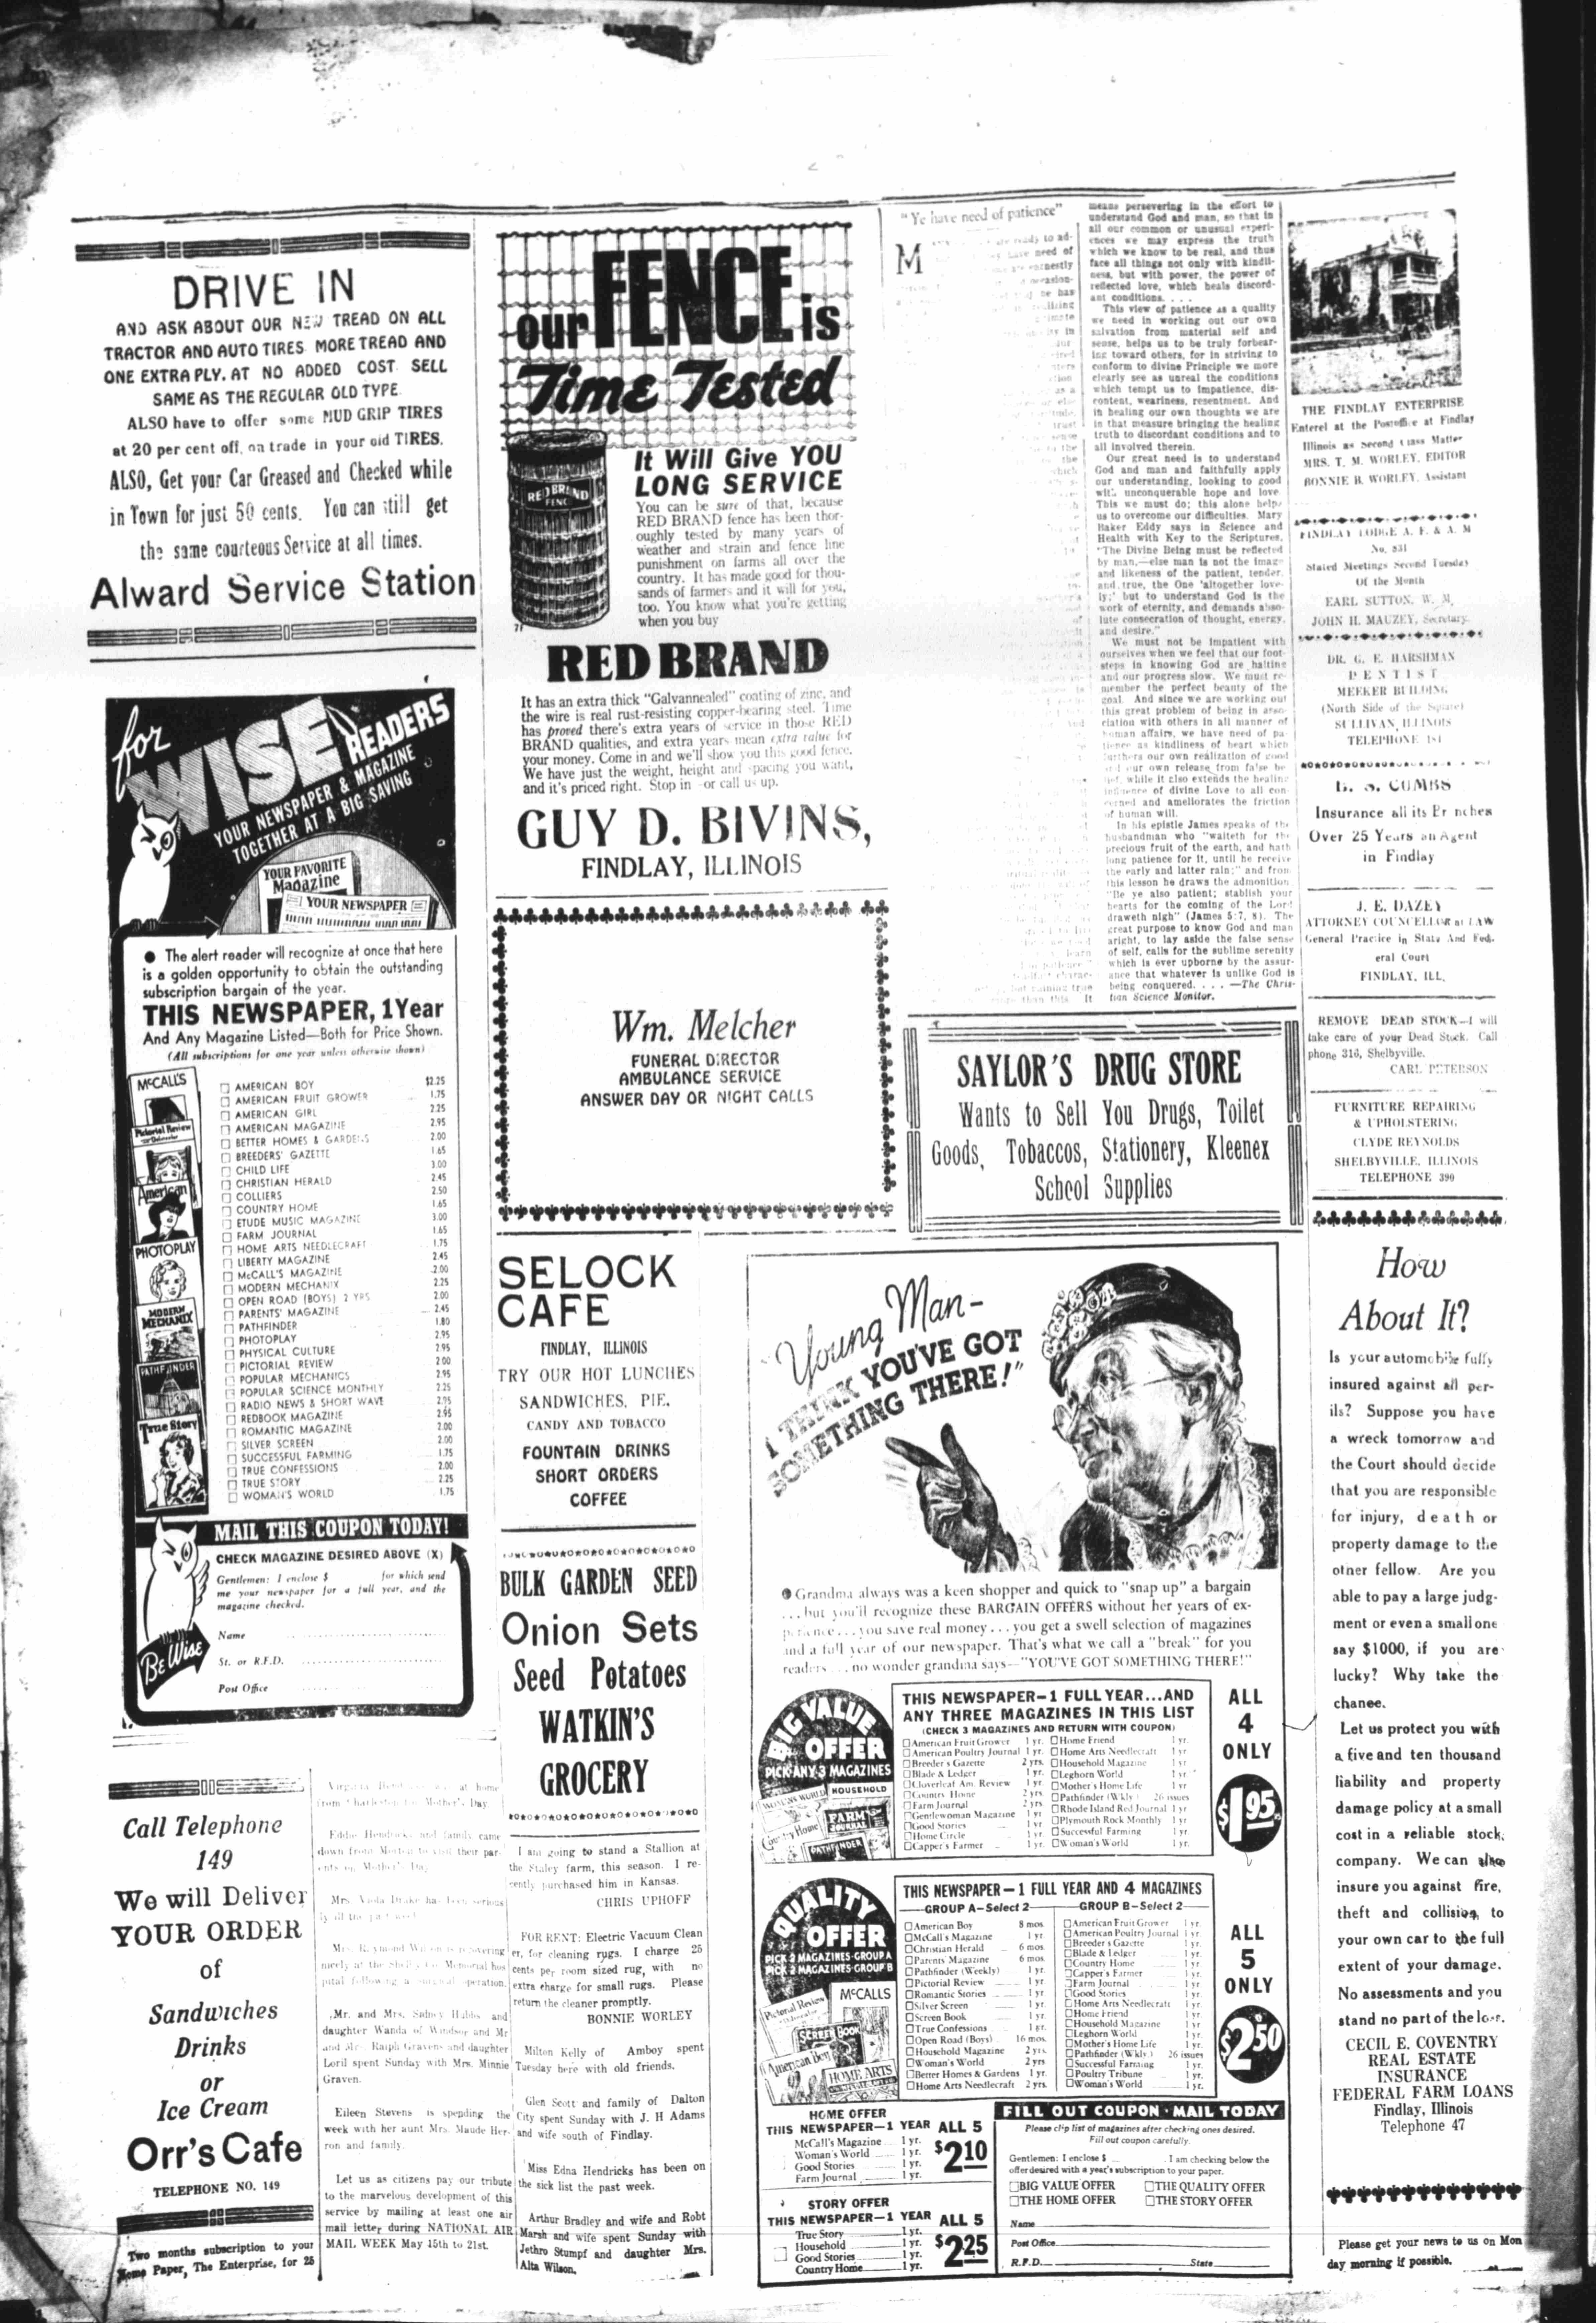 DRIVE IN
AND ASK ABOUT OUR NEW TREAD ON ALL
TRACTOR AND AUTO TIRES MORE TREAD AND
ONE EXTRA PLY. AT NO ADDED COST SELL
SAME AS THE REGULAR OLD TYPE.
ALSO have to offer some MUD GRIP TIRES
at 20 per cent off, on trade in your old TIRES.
ALSO, Get your Car Greased and Checked while
in Town for just 50 cents. You can still get
the same courteous Service at all times.
Alward Service Station
for
WISE READERS
YOUR NEWSPAPER & MAGAZINE
TOGETHER AT A BIG SAVING
YOUR FAVORITE
Magazine
YOUR NEWSPAPER
● The alert reader will recognize at once that here
is a golden opportunity to obtain the outstanding
subscription bargain of the year.
THIS NEWSPAPER, 1 Year
And Any Magazine Listed—Both for Price Shown.
(All subscriptions for one year unless otherwise shown)
McCALL'S
Pictorial Review
American
PHOTOPLAY
MODERN MECHANIX
PATHFINDER
True Story
AMERICAN BOY $2.25
AMERICAN FRUIT GROWER 1.75
AMERICAN GIRL 2.25
AMERICAN MAGAZINE 2.95
BETTER HOMES & GARDENS 2.00
BREEDERS' GAZETTE 1.65
CHILD LIFE 3.00
CHRISTIAN HERALD 2.45
COLLIERS 2.50
COUNTRY HOME 1.65
ETUDE MUSIC MAGAZINE 3.00
FARM JOURNAL 1.65
HOME ARTS NEEDLECRAFT 1.75
LIBERTY MAGAZINE 2.45
McCALL'S MAGAZINE 2.00
MODERN MECHANIX 2.25
OPEN ROAD (BOYS) 2 YRS 2.00
PARENTS' MAGAZINE 2.45
PATHFINDER 1.80
PHOTOPLAY 2.95
PHYSICAL CULTURE 2.95
PICTORIAL REVIEW 2.00
POPULAR MECHANICS 2.95
POPULAR SCIENCE MONTHLY 2.25
RADIO NEWS & SHORT WAVE 2.95
REDBOOK MAGAZINE 2.95
ROMANTIC MAGAZINE 2.00
SILVER SCREEN 2.00
SUCCESSFUL FARMING 1.75
TRUE CONFESSIONS 2.00
TRUE STORY 2.25
WOMAN'S WORLD 1.75
MAIL THIS COUPON TODAY!
CHECK MAGAZINE DESIRED ABOVE (X)
Gentlemen: I enclose $ for which send
me your newspaper for a full year, and the
magazine checked.
Name
St. or R.F.D.
Post Office
BE WISE
Call Telephone
149
We will Deliver
YOUR ORDER
of
Sandwiches
Drinks
or
Ice Cream
Orr's Cafe
TELEPHONE NO. 149
Two months subscription to your
Home Paper, The Enterprise, for 25
at home
from Charleston for Mother's Day.
Eddie Hendricks and family came
down from to visit their par-
ents on Mother's Day
Mrs. Viola Drake has been serious
ly ill the past week.
Mrs. Raymond is recovering
nicely at the Shelby Co. Memorial hos
pital following a surgical operation.
Mr. and Mrs. Sidney Hobbs and
daughter Wanda of Windsor and Mr
and Mrs. Ralph Gravens and daughter
Loril spent Sunday with Mrs. Minnie
Graven.
Eileen Stevens is spending the
week with her aunt Mrs. Maude Her-
ron and family.
Let us as citizens pay our tribute
to the marvelous development of this
service by mailing at least one air
mail letter during NATIONAL AIR
MAIL WEEK May 15th to 21st.
our FENCE is
Time Tested
RED BRAND
FENCE
It Will Give YOU
LONG SERVICE
You can be sure of that, because
RED BRAND fence has been thor-
oughly tested by many years of
weather and strain and fence line
punishment on farms all over the
country. It has made good for thou-
sands of farmers and it will for you,
too. You know what you're getting
when you buy
RED BRAND
It has an extra thick "Galvannealed" coating of zinc, and
the wire is real rust-resisting copper-bearing steel. Time
has proved there's extra years of service in those RED
BRAND qualities, and extra years mean extra value for
your money. Come in and we'll show you this good fence.
We have just the weight, height and spacing you want,
and it's priced right. Stop in—or call us up.
GUY D. BIVINS,
FINDLAY, ILLINOIS
Wm. Melcher
FUNERAL DIRECTOR
AMBULANCE SERVICE
ANSWER DAY OR NIGHT CALLS
SELOCK
CAFE
FINDLAY, ILLINOIS
TRY OUR HOT LUNCHES
SANDWICHES, PIE,
CANDY AND TOBACCO
FOUNTAIN DRINKS
SHORT ORDERS
COFFEE
BULK GARDEN SEED
Onion Sets
Seed Potatoes
WATKIN'S
GROCERY
I am going to stand a Stallion at
the Staley farm, this season. I re-
cently purchased him in Kansas.
CHRIS UPHOFF
FOR RENT: Electric Vacuum Clean
er, for cleaning rugs. I charge 25
cents per room sized rug, with no
extra charge for small rugs. Please
return the cleaner promptly.
BONNIE WORLEY
Milton Kelly of Amboy spent
Tuesday here with old friends.
Glen Scott and family of Dalton
City spent Sunday with J. H Adams
and wife south of Findlay.
Miss Edna Hendricks has been on
the sick list the past week.
Arthur Bradley and wife and Robt
Marsh and wife spent Sunday with
Jethro Stumpf and daughter Mrs.
Alta Wilson.
"Ye have need of patience"
means persevering in the effort to
understand God and man, so that in
all our common or unusual experi-
ences we may express the truth
which we know to be real, and thus
face all things not only with kindli-
ness, but with power, the power of
reflected love, which heals discord-
ant conditions. . . .
This view of patience as a quality
we need in working out our own
salvation from material self and
sense, helps us to be truly forbear-
ing toward others, for in striving to
conform to divine Principle we more
clearly see as unreal the conditions
which tempt us to impatience, dis-
content, weariness, resentment. And
in healing our own thoughts we are
in that measure bringing the healing
truth to discordant conditions and to
all involved therein.
Our great need is to understand
God and man and faithfully apply
our understanding, looking to good
with unconquerable hope and love
This we must do; this alone helps
us to overcome our difficulties. Mary
Baker Eddy says in Science and
Health with Key to the Scriptures,
"The Divine Being must be reflected
by man,—else man is not the image
and likeness of the patient, tender,
and true, the One 'altogether love-
ly;' but to understand God is the
work of eternity, and demands abso-
lute consecration of thought, energy,
and desire."
We must not be impatient with
ourselves when we feel that our foot-
steps in knowing God are halting
and our progress slow. We must re-
member the perfect beauty of the
goal. And since we are working out
this great problem of being in asso-
ciation with others in all manner of
human affairs, we have need of pa-
tience as kindliness of heart which
furthers our own realization of good
and our own release from false be-
lief, while it also extends the healing
influence of divine Love to all con-
cerned and ameliorates the friction
of human will.
In his epistle James speaks of the
husbandman who "waiteth for the
precious fruit of the earth, and hath
long patience for it, until he receive
the early and latter rain;" and from
this lesson he draws the admonition
"Be ye also patient; stablish your
hearts for the coming of the Lord
draweth nigh" (James 5:7, 8). The
great purpose to know God and man
aright, to lay aside the false sense
of self, calls for the sublime serenity
which is ever upborne by the assur-
ance that whatever is unlike God is
being conquered. . . . —The Chris-
tian Science Monitor.
SAYLOR'S DRUG STORE
Wants to Sell You Drugs, Toilet
Goods, Tobaccos, Stationery, Kleenex
School Supplies
"Young Man—
I THINK YOU'VE GOT
SOMETHING THERE!"
● Grandma always was a keen shopper and quick to "snap up" a bargain
. . . but you'll recognize these BARGAIN OFFERS without her years of ex-
perience . . . you save real money . . . you get a swell selection of magazines
and a full year of our newspaper. That's what we call a "break" for you
readers . . . no wonder grandma says—"YOU'VE GOT SOMETHING THERE!"
BIG VALUE
OFFER
PICK ANY 3 MAGAZINES
THIS NEWSPAPER—1 FULL YEAR...AND
ANY THREE MAGAZINES IN THIS LIST
(CHECK 3 MAGAZINES AND RETURN WITH COUPON)
American Fruit Grower 1 yr.
American Poultry Journal 1 yr.
Breeder's Gazette 2 yrs.
Blade & Ledger 1 yr.
Cloverleaf Am. Review 1 yr.
Country Home 2 yrs
Farm Journal 2 yrs
Gentlewoman Magazine 1 yr
Good Stories 1 yr.
Home Circle 1 yr.
Capper's Farmer 1 yr.
Home Friend 1 yr.
Home Arts Needlecraft 1 yr
Household Magazine 1 yr
Leghorn World 1 yr
Mother's Home Life 1 yr
Pathfinder (Wkly.) 26 issues
Rhode Island Red Journal 1 yr
Plymouth Rock Monthly 1 yr.
Successful Farming 1 yr.
Woman's World 1 yr.
ALL
4
ONLY
$1.95
QUALITY
OFFER
PICK 2 MAGAZINES-GROUP A
PICK 2 MAGAZINES-GROUP B
THIS NEWSPAPER—1 FULL YEAR AND 4 MAGAZINES
GROUP A—Select 2
American Boy 8 mos.
McCall's Magazine 1 yr.
Christian Herald 6 mos.
Parents Magazine 6 mos.
Pathfinder (Weekly) 1 yr.
Pictorial Review 1 yr.
Romantic Stories 1 yr.
Silver Screen 1 yr.
Screen Book 1 yr.
True Confessions 1 yr.
Open Road (Boys) 16 mos.
Household Magazine 2 yrs.
Woman's World 2 yrs
Better Homes & Gardens 1 yr.
Home Arts Needlecraft 2 yrs.
GROUP B—Select 2
American Fruit Grower 1 yr.
American Poultry Journal 1 yr.
Breeder's Gazette 1 yr.
Blade & Ledger 1 yr.
Country Home 1 yr.
Capper's Farmer 1 yr.
Farm Journal 1 yr.
Good Stories 1 yr.
Home Arts Needlecraft 1 yr.
Home Friend 1 yr.
Household Magazine 1 yr.
Leghorn World 1 yr.
Mother's Home Life 1 yr.
Pathfinder (Wkly.) 26 issues
Successful Farming 1 yr.
Poultry Tribune 1 yr.
Woman's World 1 yr.
ALL
5
ONLY
$2.50
HOME OFFER
THIS NEWSPAPER—1 YEAR
McCall's Magazine 1 yr.
Woman's World 1 yr.
Good Stories 1 yr.
Farm Journal 1 yr.
ALL 5
$2.10
STORY OFFER
THIS NEWSPAPER—1 YEAR
True Story 1 yr.
Household 1 yr.
Good Stories 1 yr.
Country Home 1 yr.
ALL 5
$2.25
FILL OUT COUPON · MAIL TODAY
Please clip list of magazines after checking ones desired.
Fill out coupon carefully.
Gentlemen: I enclose $ . I am checking below the
offer desired with a year's subscription to your paper.
BIG VALUE OFFER THE QUALITY OFFER
THE HOME OFFER THE STORY OFFER
Name
Post Office
R.F.D. State
THE FINDLAY ENTERPRISE
Enterel at the Postoffice at Findlay
Illinois as Second Class Matter
MRS. T. M. WORLEY, EDITOR
BONNIE B. WORLEY, Assistant
FINDLAY LODGE A. F. & A. M
No. 831
Stated Meetings Second Tuesday
Of the Month
EARL SUTTON, W. M.
JOHN H. MAUZEY, Secretary.
DR. G. E. HARSHMAN
DENTIST
MEEKER BUILDING
(North Side of the Square)
SULLIVAN, ILLINOIS
TELEPHONE
COMBS
Insurance all its Br nches
Over 25 Years an Agent
in Findlay
J. E. DAZEY
ATTORNEY COUNCELLOR at LAW
General Practice in State And Fed-
eral Court
FINDLAY, ILL.
REMOVE DEAD STOCK—I will
take care of your Dead Stock. Call
phone 316, Shelbyville.
CARL PETERSON
FURNITURE REPAIRING
& UPHOLSTERING
CLYDE REYNOLDS
SHELBYVILLE, ILLINOIS
TELEPHONE 390
How
About It?
Is your automobile fully
insured against all per-
ils? Suppose you have
a wreck tomorrow and
the Court should decide
that you are responsible
for injury, death or
property damage to the
other fellow. Are you
able to pay a large judg-
ment or even a small one
say $1000, if you are
lucky? Why take the
chance.
Let us protect you with
a five and ten thousand
liability and property
damage policy at a small
cost in a reliable stock,
company. We can also
insure you against fire,
theft and collision, to
your own car to the full
extent of your damage.
No assessments and you
stand no part of the loss.
CECIL E. COVENTRY
REAL ESTATE
INSURANCE
FEDERAL FARM LOANS
Findlay, Illinois
Telephone 47
Please get your news to us on Mon
day morning if possible.